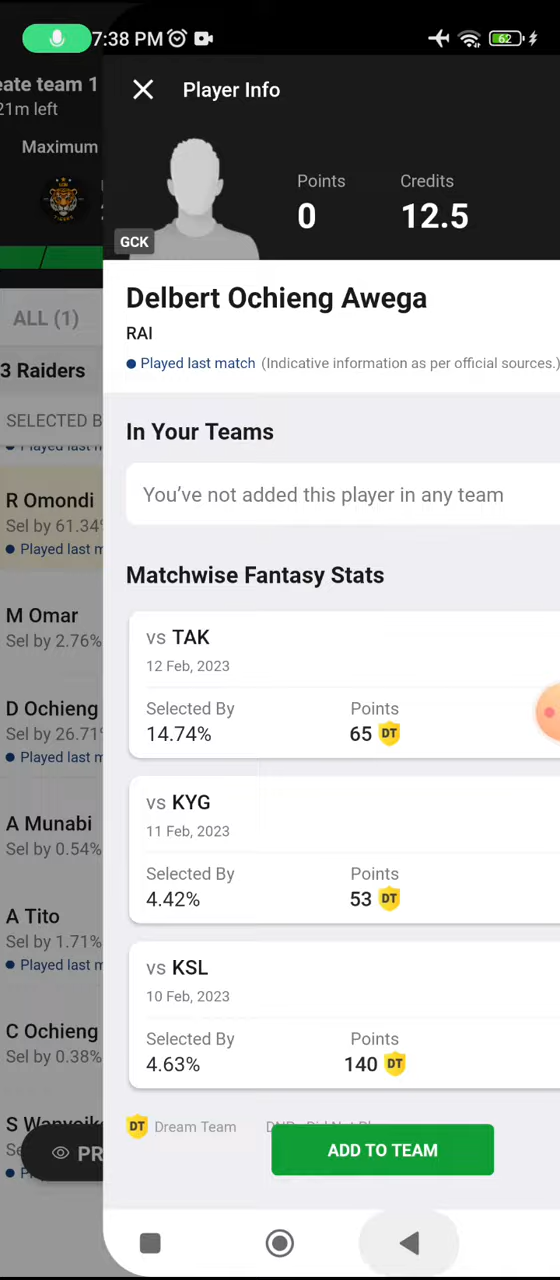 7:38 PM
62
eate team 1
21m left
Maximum
Player Info
Points
Credits
0
12.5
GCK
Delbert Ochieng Awega
RAI
Played last match (Indicative information as per official sources.)
In Your Teams
You've not added this player in any team
Matchwise Fantasy Stats
vs TAK
12 Feb, 2023
Selected By
Points
14.74%
65 DT
vs KYG
11 Feb, 2023
Selected By
Points
4.42%
53 DT
vs KSL
10 Feb, 2023
Selected By
Points
4.63%
140 DT
DT Dream Team
ADD TO TEAM
ALL (1)
3 Raiders
SELECTED B
R Omondi
Sel by 61.34
Played last m
M Omar
Sel by 2.76%
D Ochieng
Sel by 26.71
Played last m
A Munabi
Sel by 0.54%
A Tito
Sel by 1.71%
Played last m
C Ochieng
Sel by 0.38%
PR